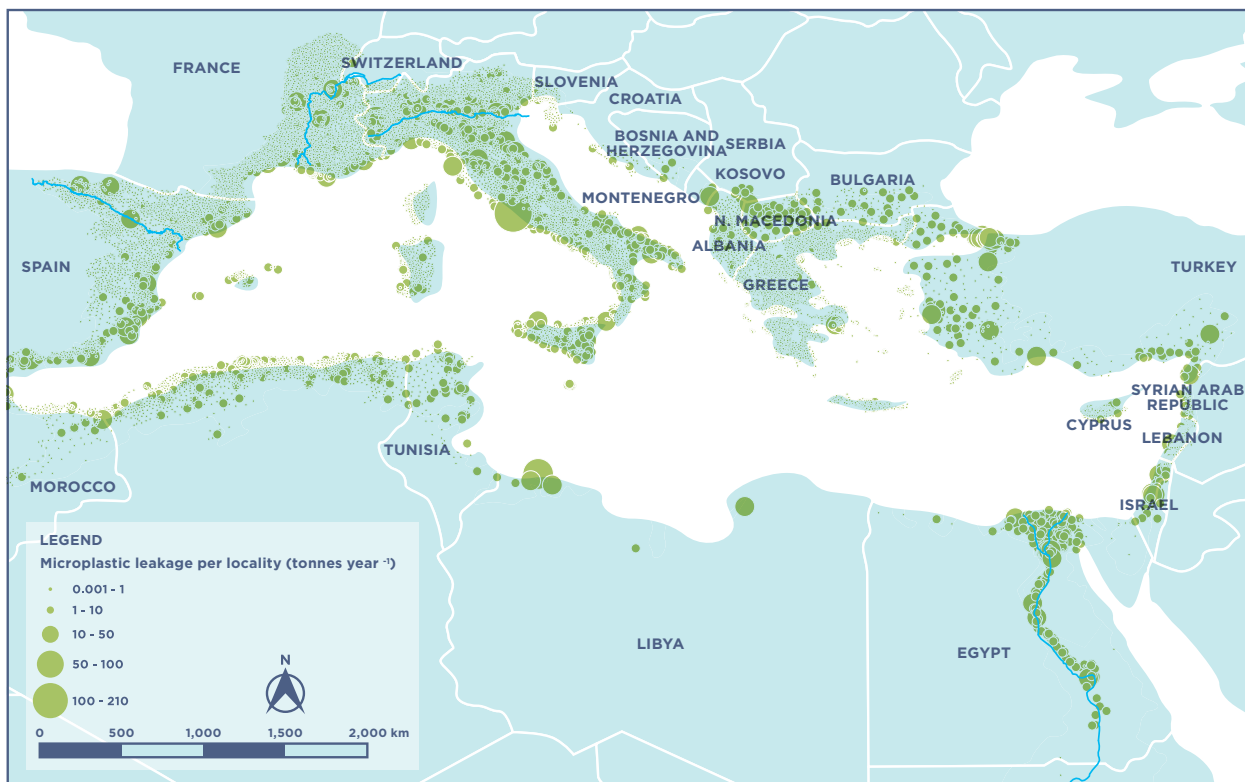 FRANCE
SWITZERLAND
SLOVENIA
CROATIA
BOSNIA AND
HERZEGOVINA
SERBIA
KOSOVO
BULGARIA
MONTENEGRO
N. MACEDONIA
ALBANIA
SPAIN
GREECE
TURKEY
SYRIAN ARAB
REPUBLIC
CYPRUS
LEBANON
TUNISIA
MOROCCO
ISRAEL
LIBYA
EGYPT
LEGEND
Microplastic leakage per locality (tonnes year -1)
0.001 - 1
1 - 10
10 - 50
50 - 100
100 - 210
N
0 500 1,000 1,500 2,000 km